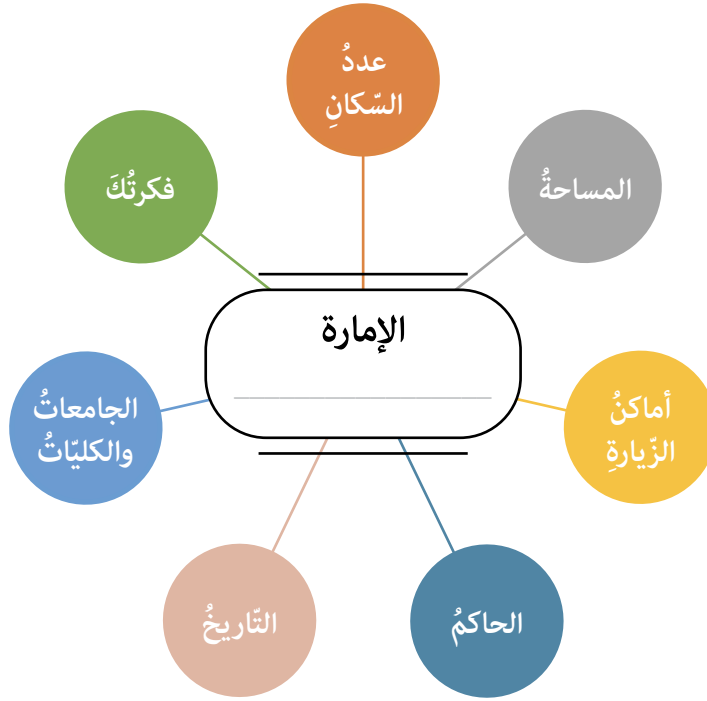 عددُ
السّكانِ
المساحةُ
فكرتُكَ
الإمارة
أماكنُ
الزّيارةِ
الجامعاتُ
والكليّاتُ
الحاكمُ
التّاريخُ